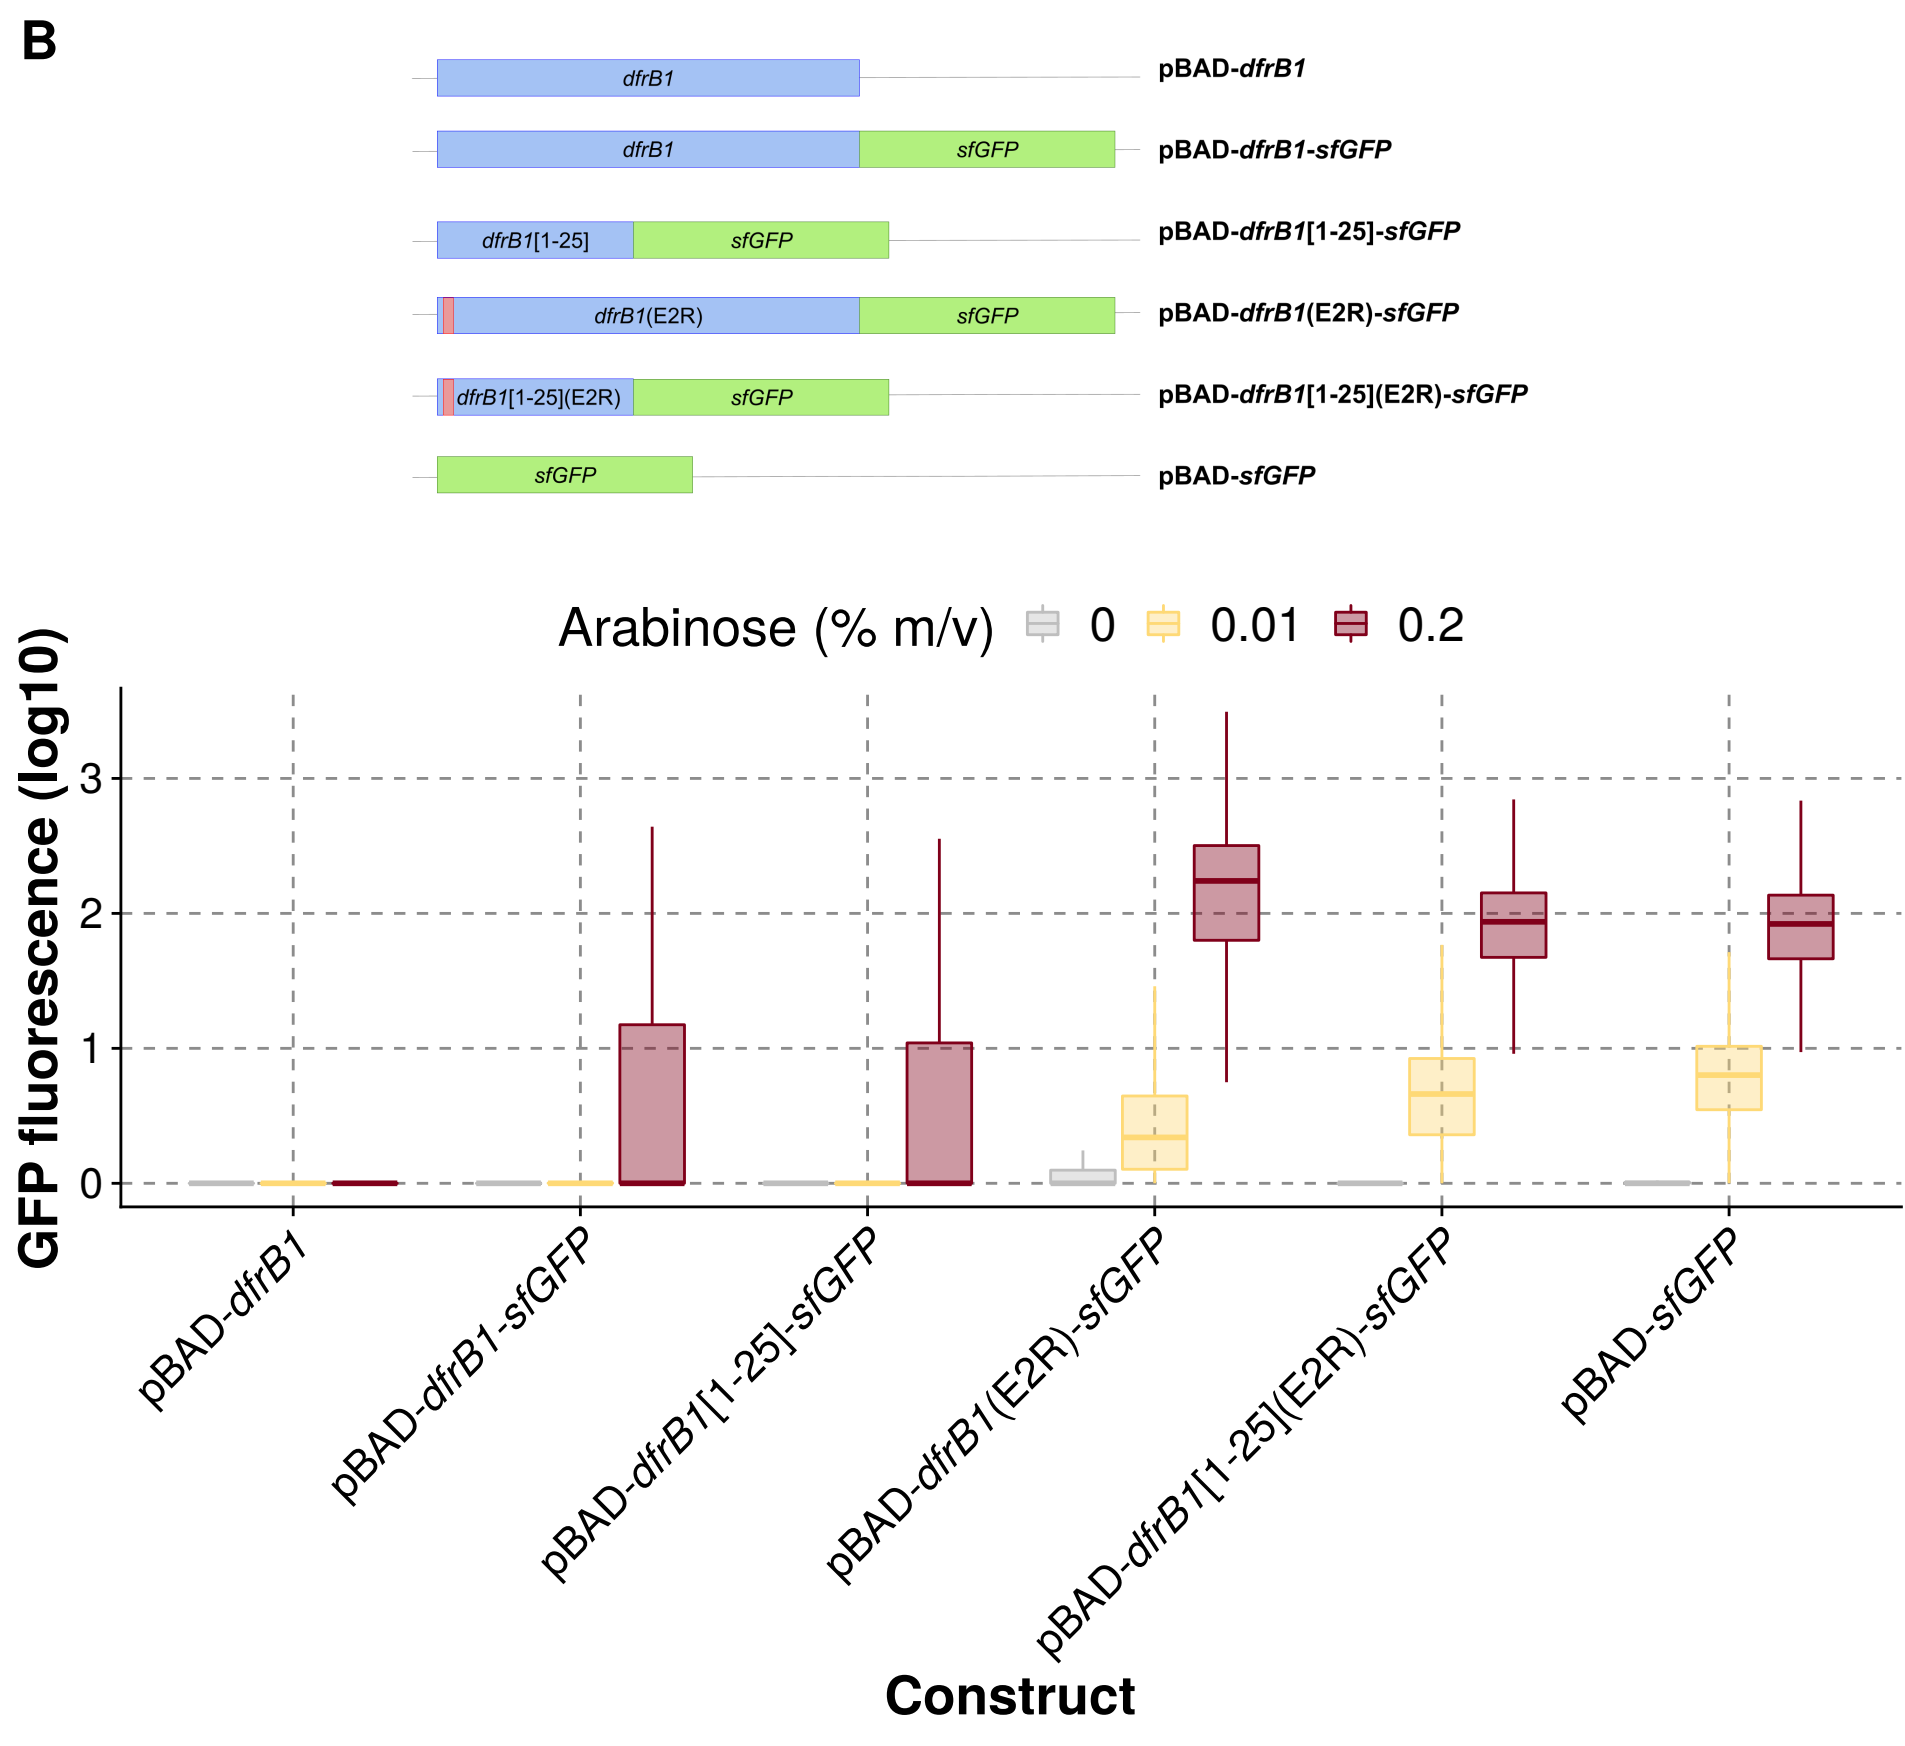 B
dfrB1 pBAD-dfrB1
dfrB1 sfGFP pBAD-dfrB1-sfGFP
dfrB1[1-25] sfGFP pBAD-dfrB1[1-25]-sfGFP
dfrB1(E2R) sfGFP pBAD-dfrB1(E2R)-sfGFP
dfrB1[1-25](E2R) sfGFP pBAD-dfrB1[1-25](E2R)-sfGFP
sfGFP pBAD-sfGFP
Arabinose (% m/v) 0 0.01 0.2
GFP fluorescence (log10)
3
2
1
0
pBAD-dfrB1
pBAD-dfrB1-sfGFP
pBAD-dfrB1[1-25]-sfGFP
pBAD-dfrB1(E2R)-sfGFP
pBAD-dfrB1[1-25](E2R)-sfGFP
pBAD-sfGFP
Construct